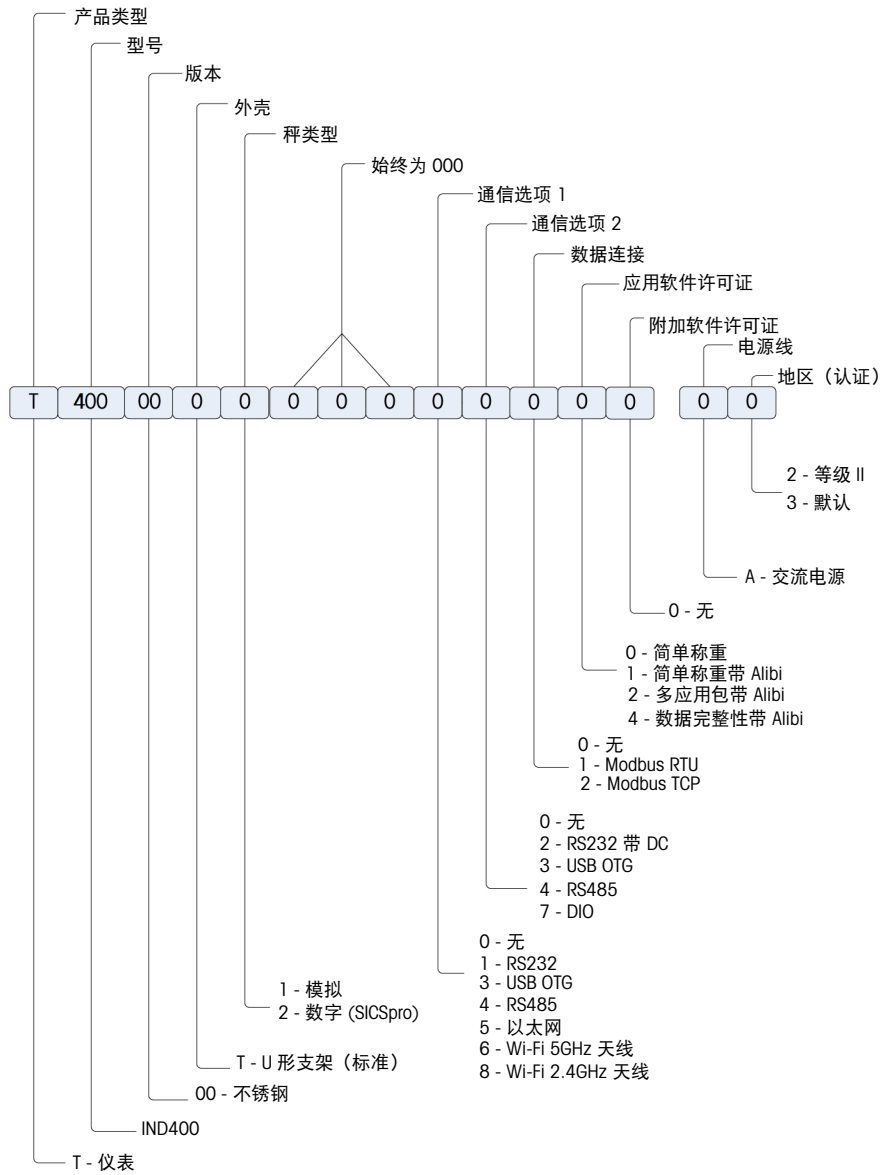 产品类型
型号
版本
外壳
秤类型
始终为 000
通信选项 1
通信选项 2
数据连接
应用软件许可证
附加软件许可证
电源线
地区（认证）
T 400 00 0 0 0 0 0 0 0 0 0 0 0 0
2 - 等级 II
3 - 默认
A - 交流电源
0 - 无
0 - 简单称重
1 - 简单称重带 Alibi
2 - 多应用包带 Alibi
4 - 数据完整性带 Alibi
0 - 无
1 - Modbus RTU
2 - Modbus TCP
0 - 无
2 - RS232 带 DC
3 - USB OTG
4 - RS485
7 - DIO
0 - 无
1 - RS232
3 - USB OTG
4 - RS485
5 - 以太网
6 - Wi-Fi 5GHz 天线
8 - Wi-Fi 2.4GHz 天线
1 - 模拟
2 - 数字 (SICSpro)
T - U 形支架（标准）
00 - 不锈钢
IND400
T - 仪表